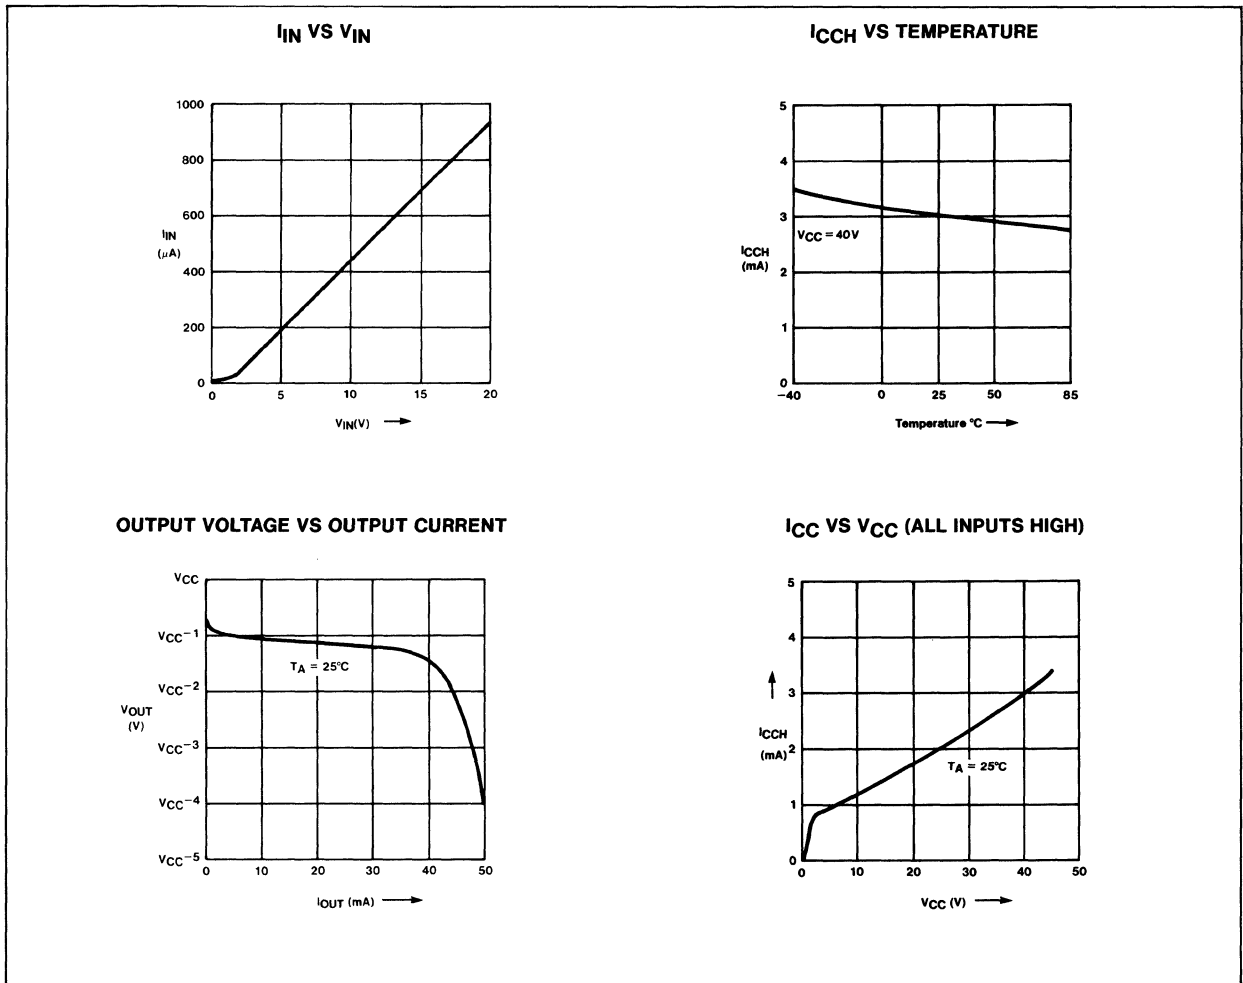 IIN VS VIN
1000
800
600
400
200
0
IIN
(μA)
0 5 10 15 20
VIN(V)
ICCH VS TEMPERATURE
5
4
3
2
1
0
ICCH
(mA)
VCC = 40V
−40 0 25 50 85
Temperature °C
OUTPUT VOLTAGE VS OUTPUT CURRENT
VCC
VCC−1
VCC−2
VCC−3
VCC−4
VCC−5
VOUT
(V)
TA = 25°C
0 10 20 30 40 50
IOUT (mA)
ICC VS VCC (ALL INPUTS HIGH)
5
4
3
2
1
0
ICCH
(mA)
TA = 25°C
0 10 20 30 40 50
VCC (V)